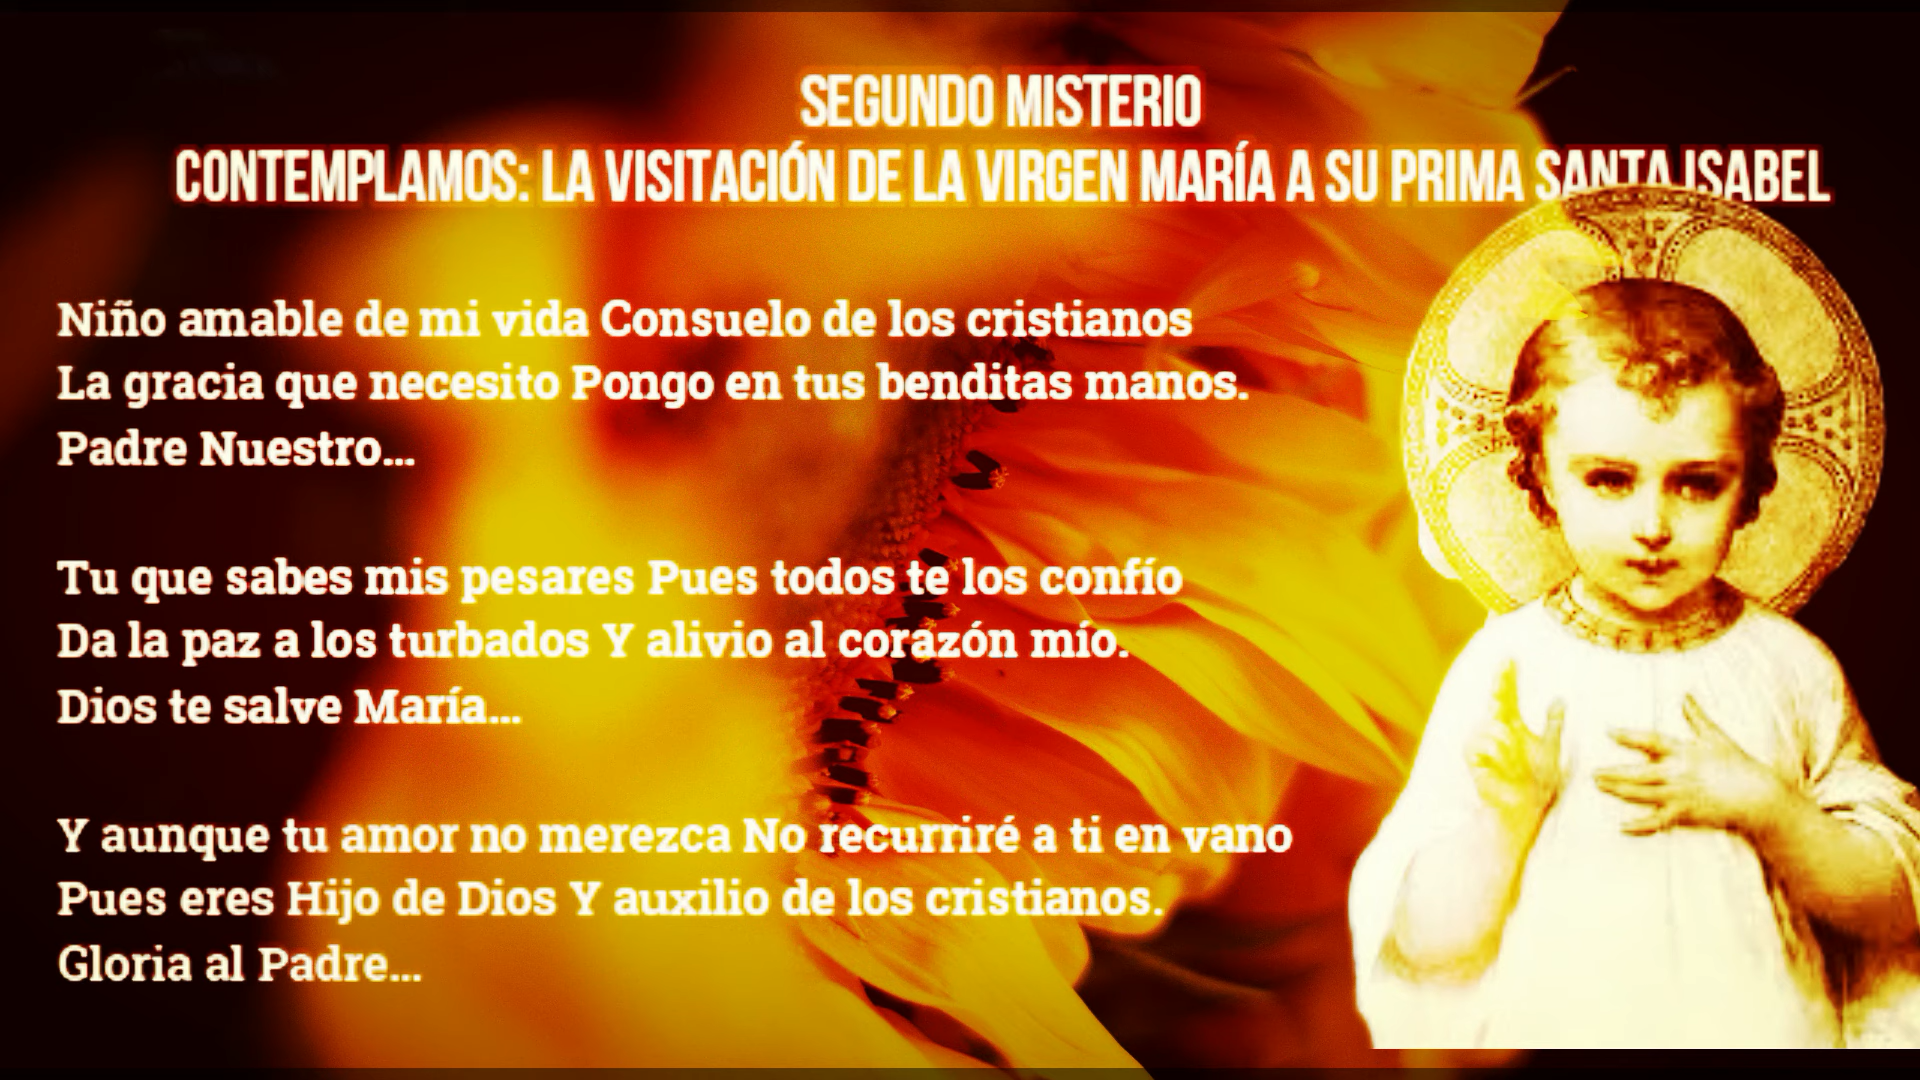 SEGUNDO MISTERIO
CONTEMPLAMOS: LA VISITACIÓN DE LA VIRGEN MARÍA A SU PRIMA SANTA ISABEL
Niño amable de mi vida Consuelo de los cristianos
La gracia que necesito Pongo en tus benditas manos.
Padre Nuestro...
Tu que sabes mis pesares Pues todos te los confío
Da la paz a los turbados Y alivio al corazón mío.
Dios te salve María...
Y aunque tu amor no merezca No recurriré a ti en vano
Pues eres Hijo de Dios Y auxilio de los cristianos.
Gloria al Padre...